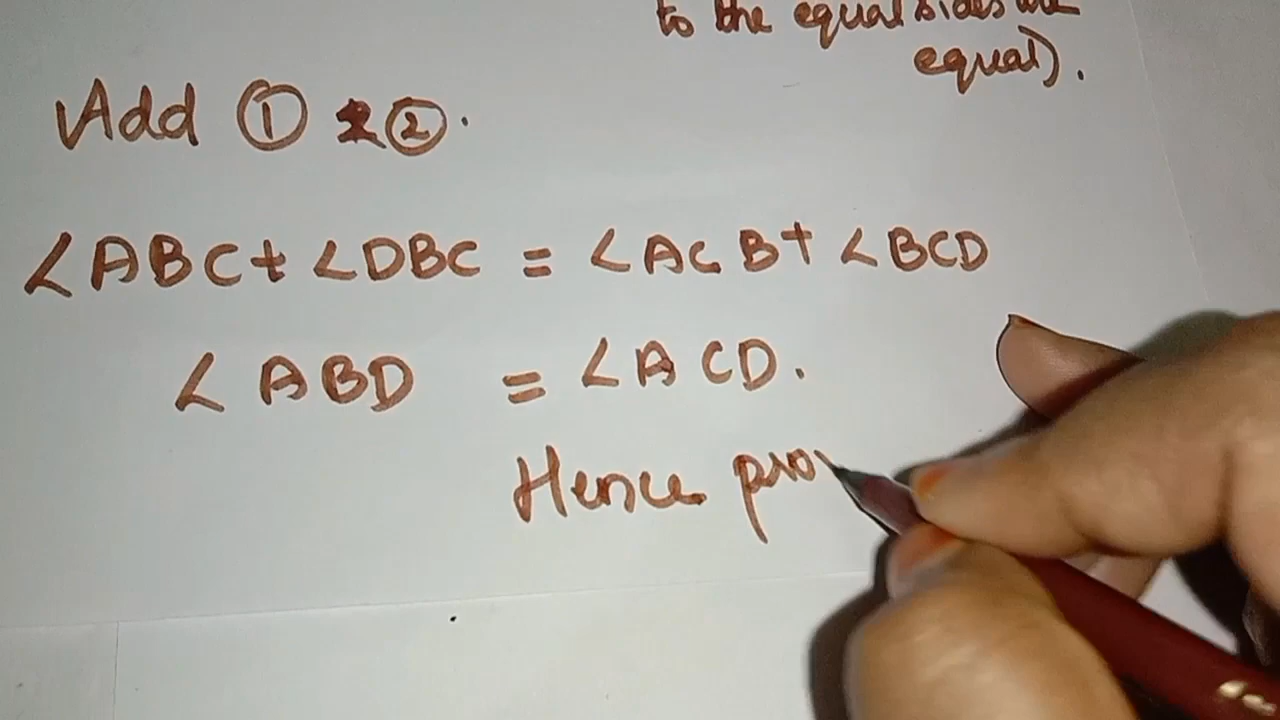 to the equal sides are
equal).
Add ① & ②.
∠ABC + ∠DBC = ∠ACB + ∠BCD
∠ABD = ∠ACD.
Hence pro